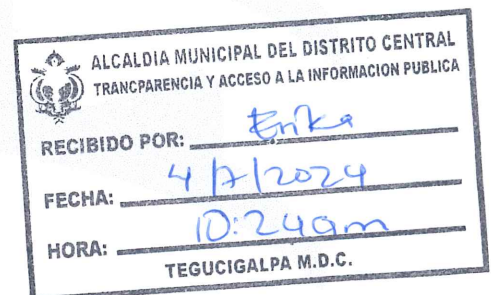 ALCALDIA MUNICIPAL DEL DISTRITO CENTRAL
TRANCPARENCIA Y ACCESO A LA INFORMACION PUBLICA
RECIBIDO POR: Erika
FECHA: 4/7/2024
HORA: 10:24am
TEGUCIGALPA M.D.C.